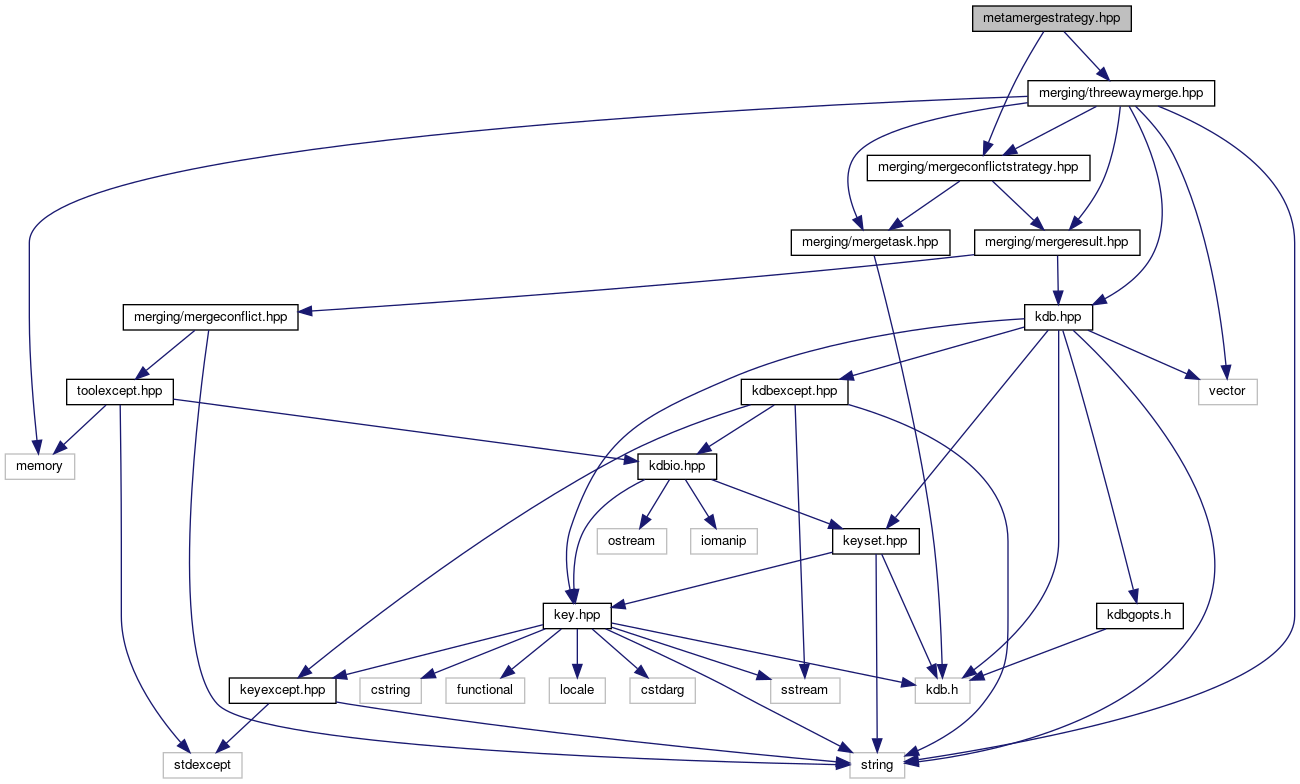 metamergestrategy.hpp
merging/threewaymerge.hpp
merging/mergeconflictstrategy.hpp
merging/mergetask.hpp
merging/mergeresult.hpp
merging/mergeconflict.hpp
kdb.hpp
toolexcept.hpp
kdbexcept.hpp
vector
memory
kdbio.hpp
ostream
iomanip
keyset.hpp
key.hpp
kdbgopts.h
keyexcept.hpp
cstring
functional
locale
cstdarg
sstream
kdb.h
stdexcept
string